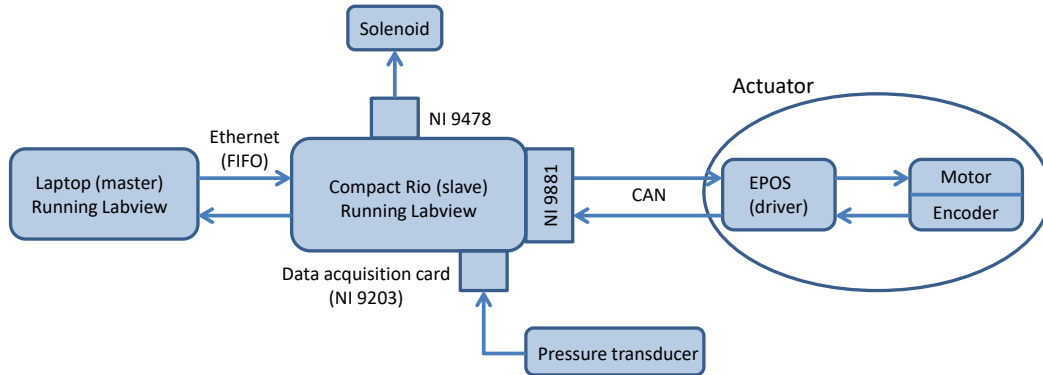 Solenoid
Actuator
NI 9478
Ethernet
(FIFO)
Laptop (master)
Running Labview
Compact Rio (slave)
Running Labview
NI 9881
CAN
EPOS
(driver)
Motor
Encoder
Data acquisition card
(NI 9203)
Pressure transducer